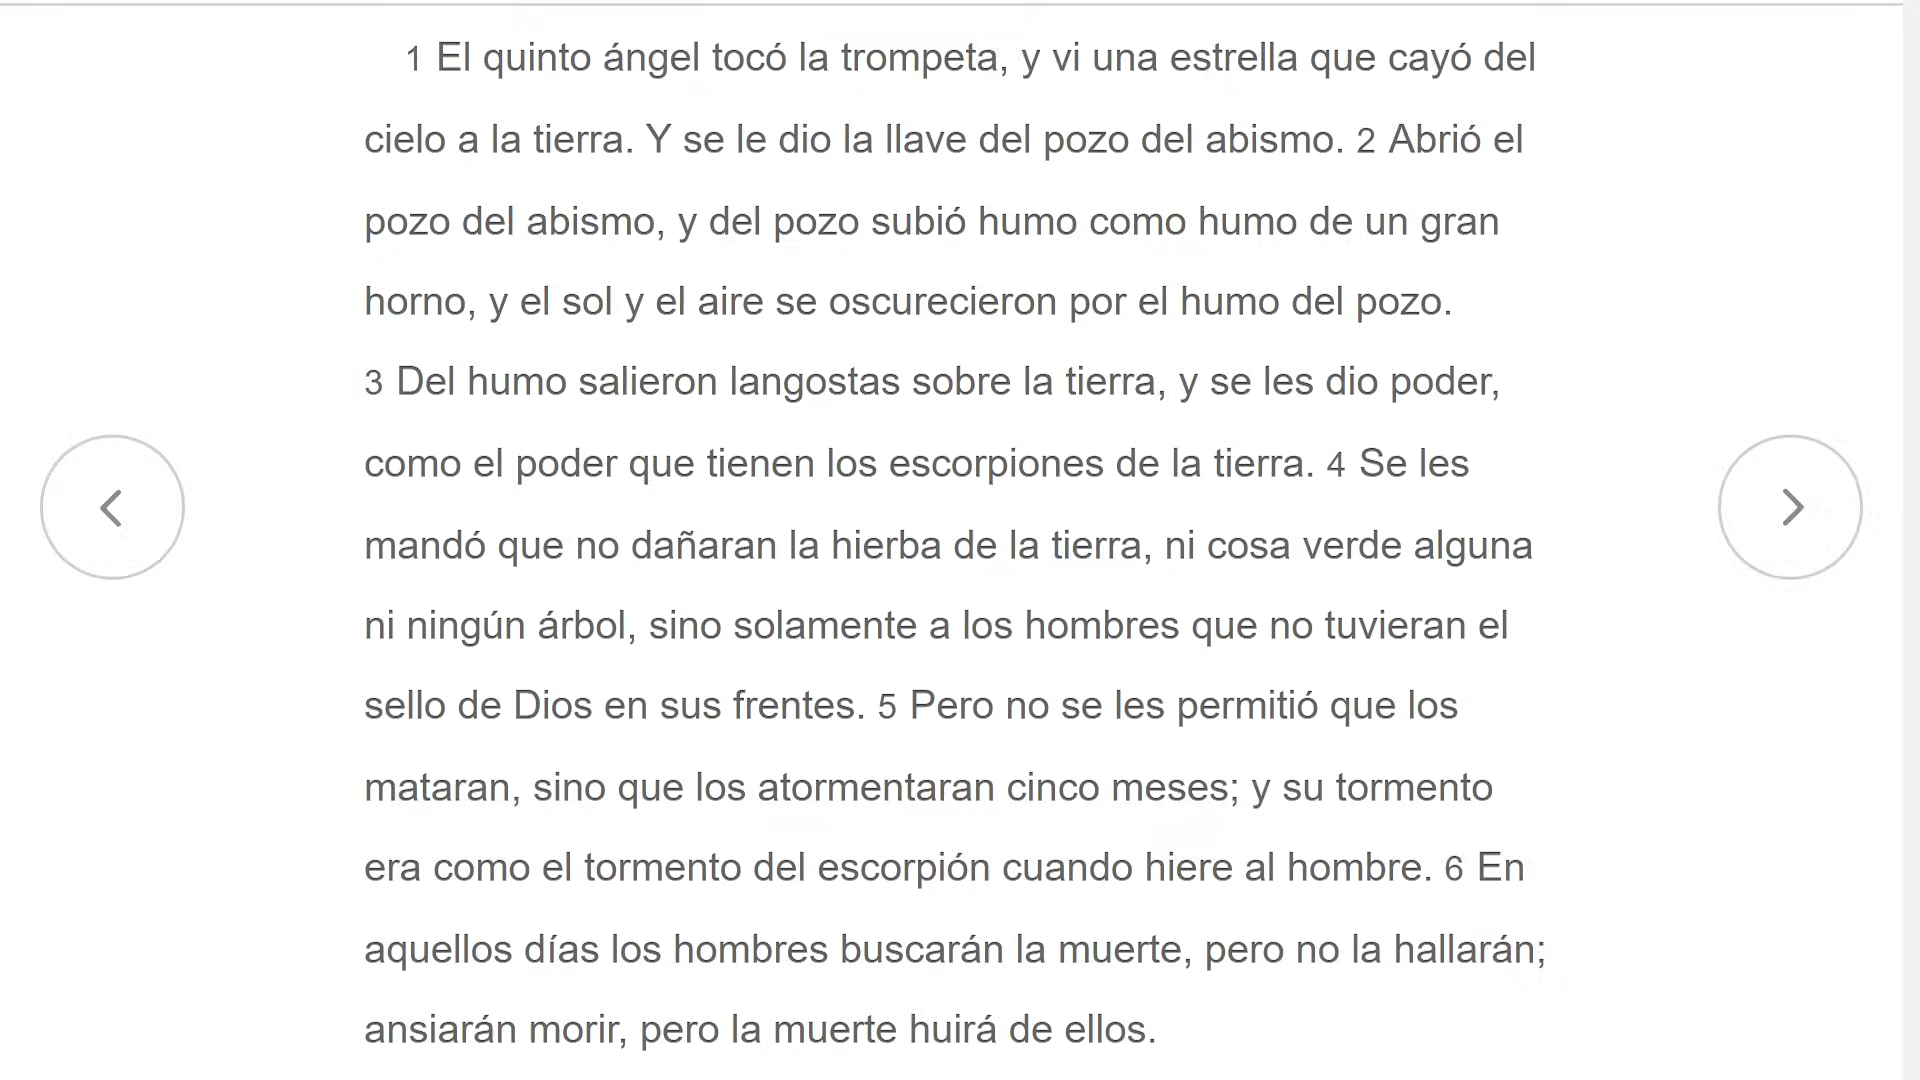 1 El quinto ángel tocó la trompeta, y vi una estrella que cayó del
cielo a la tierra. Y se le dio la llave del pozo del abismo. 2 Abrió el
pozo del abismo, y del pozo subió humo como humo de un gran
horno, y el sol y el aire se oscurecieron por el humo del pozo.
3 Del humo salieron langostas sobre la tierra, y se les dio poder,
como el poder que tienen los escorpiones de la tierra. 4 Se les
mandó que no dañaran la hierba de la tierra, ni cosa verde alguna
ni ningún árbol, sino solamente a los hombres que no tuvieran el
sello de Dios en sus frentes. 5 Pero no se les permitió que los
mataran, sino que los atormentaran cinco meses; y su tormento
era como el tormento del escorpión cuando hiere al hombre. 6 En
aquellos días los hombres buscarán la muerte, pero no la hallarán;
ansiarán morir, pero la muerte huirá de ellos.